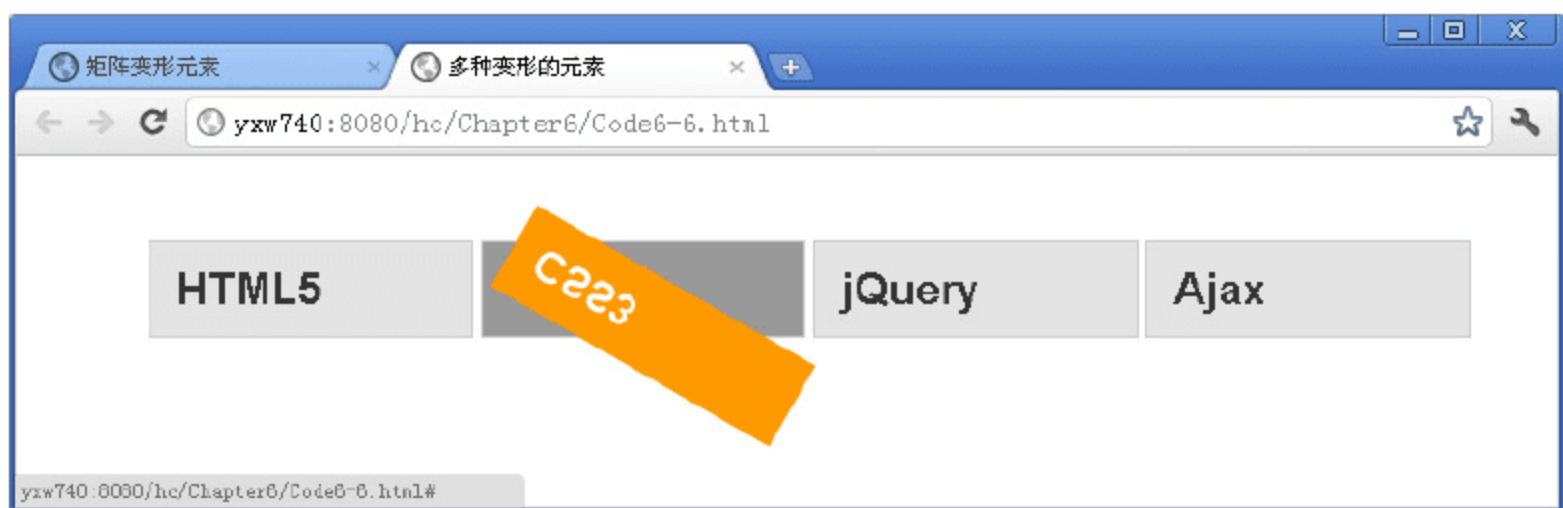 矩阵变形元素
多种变形的元素
yxw740:8080/hc/Chapter6/Code6-6.html
HTML5
CSS3
jQuery
Ajax
yxw740:8080/hc/Chapter6/Code6-6.html#